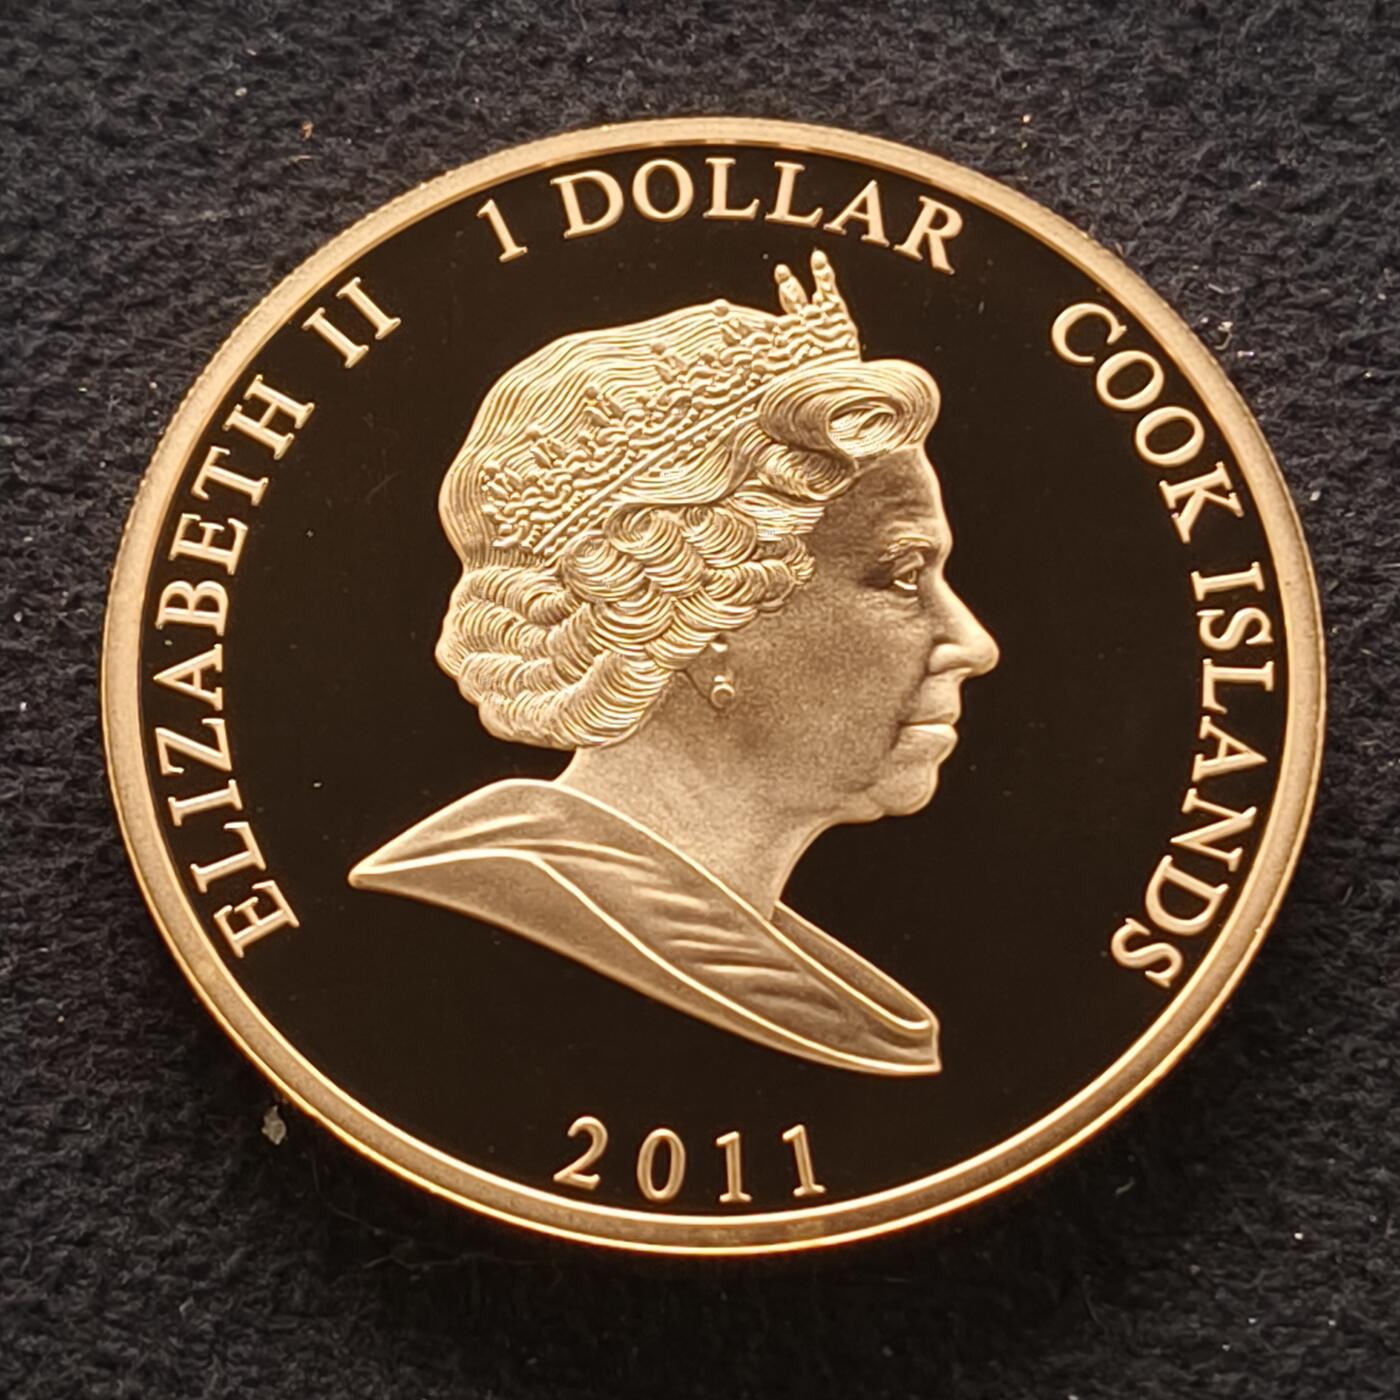 ELIZABETH II
1 DOLLAR
COOK ISLANDS
2011